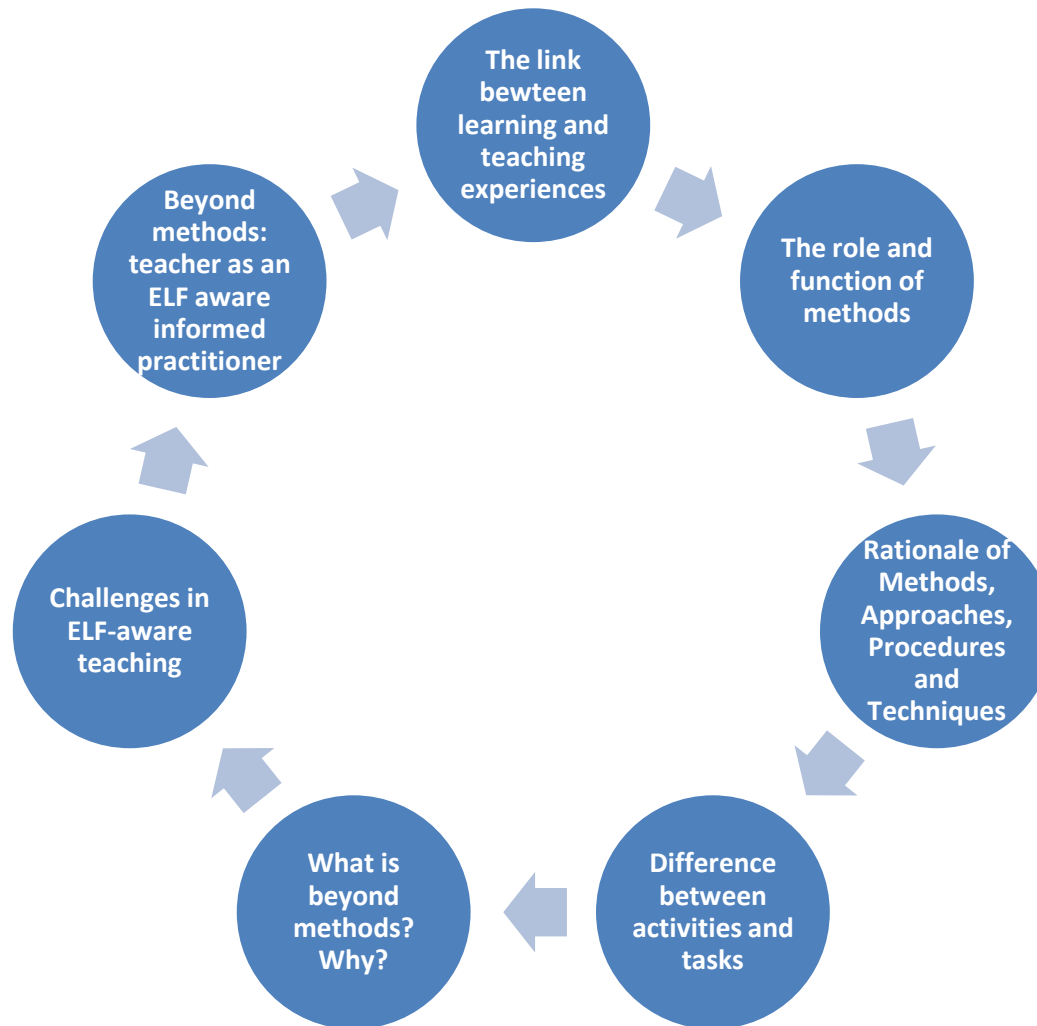 The link
bewteen
learning and
teaching
experiences
The role and
function of
methods
Rationale of
Methods,
Approaches,
Procedures
and
Techniques
Difference
between
activities and
tasks
What is
beyond
methods?
Why?
Challenges in
ELF-aware
teaching
Beyond
methods:
teacher as an
ELF aware
informed
practitioner